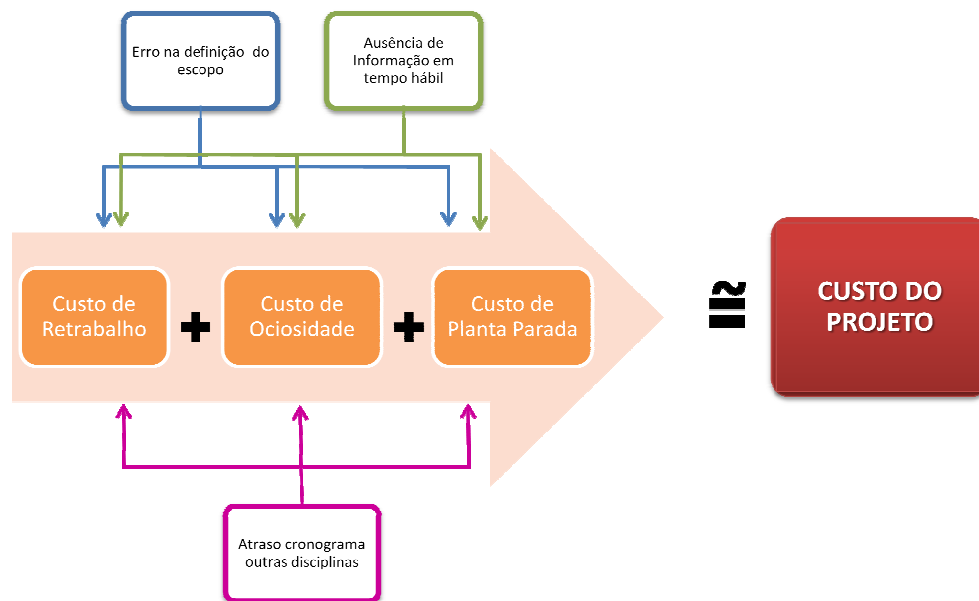 Erro na definição do
escopo
Ausência de
Informação em
tempo hábil
Custo de
Retrabalho
+
Custo de
Ociosidade
+
Custo de
Planta Parada
≅
CUSTO DO
PROJETO
Atraso cronograma
outras disciplinas